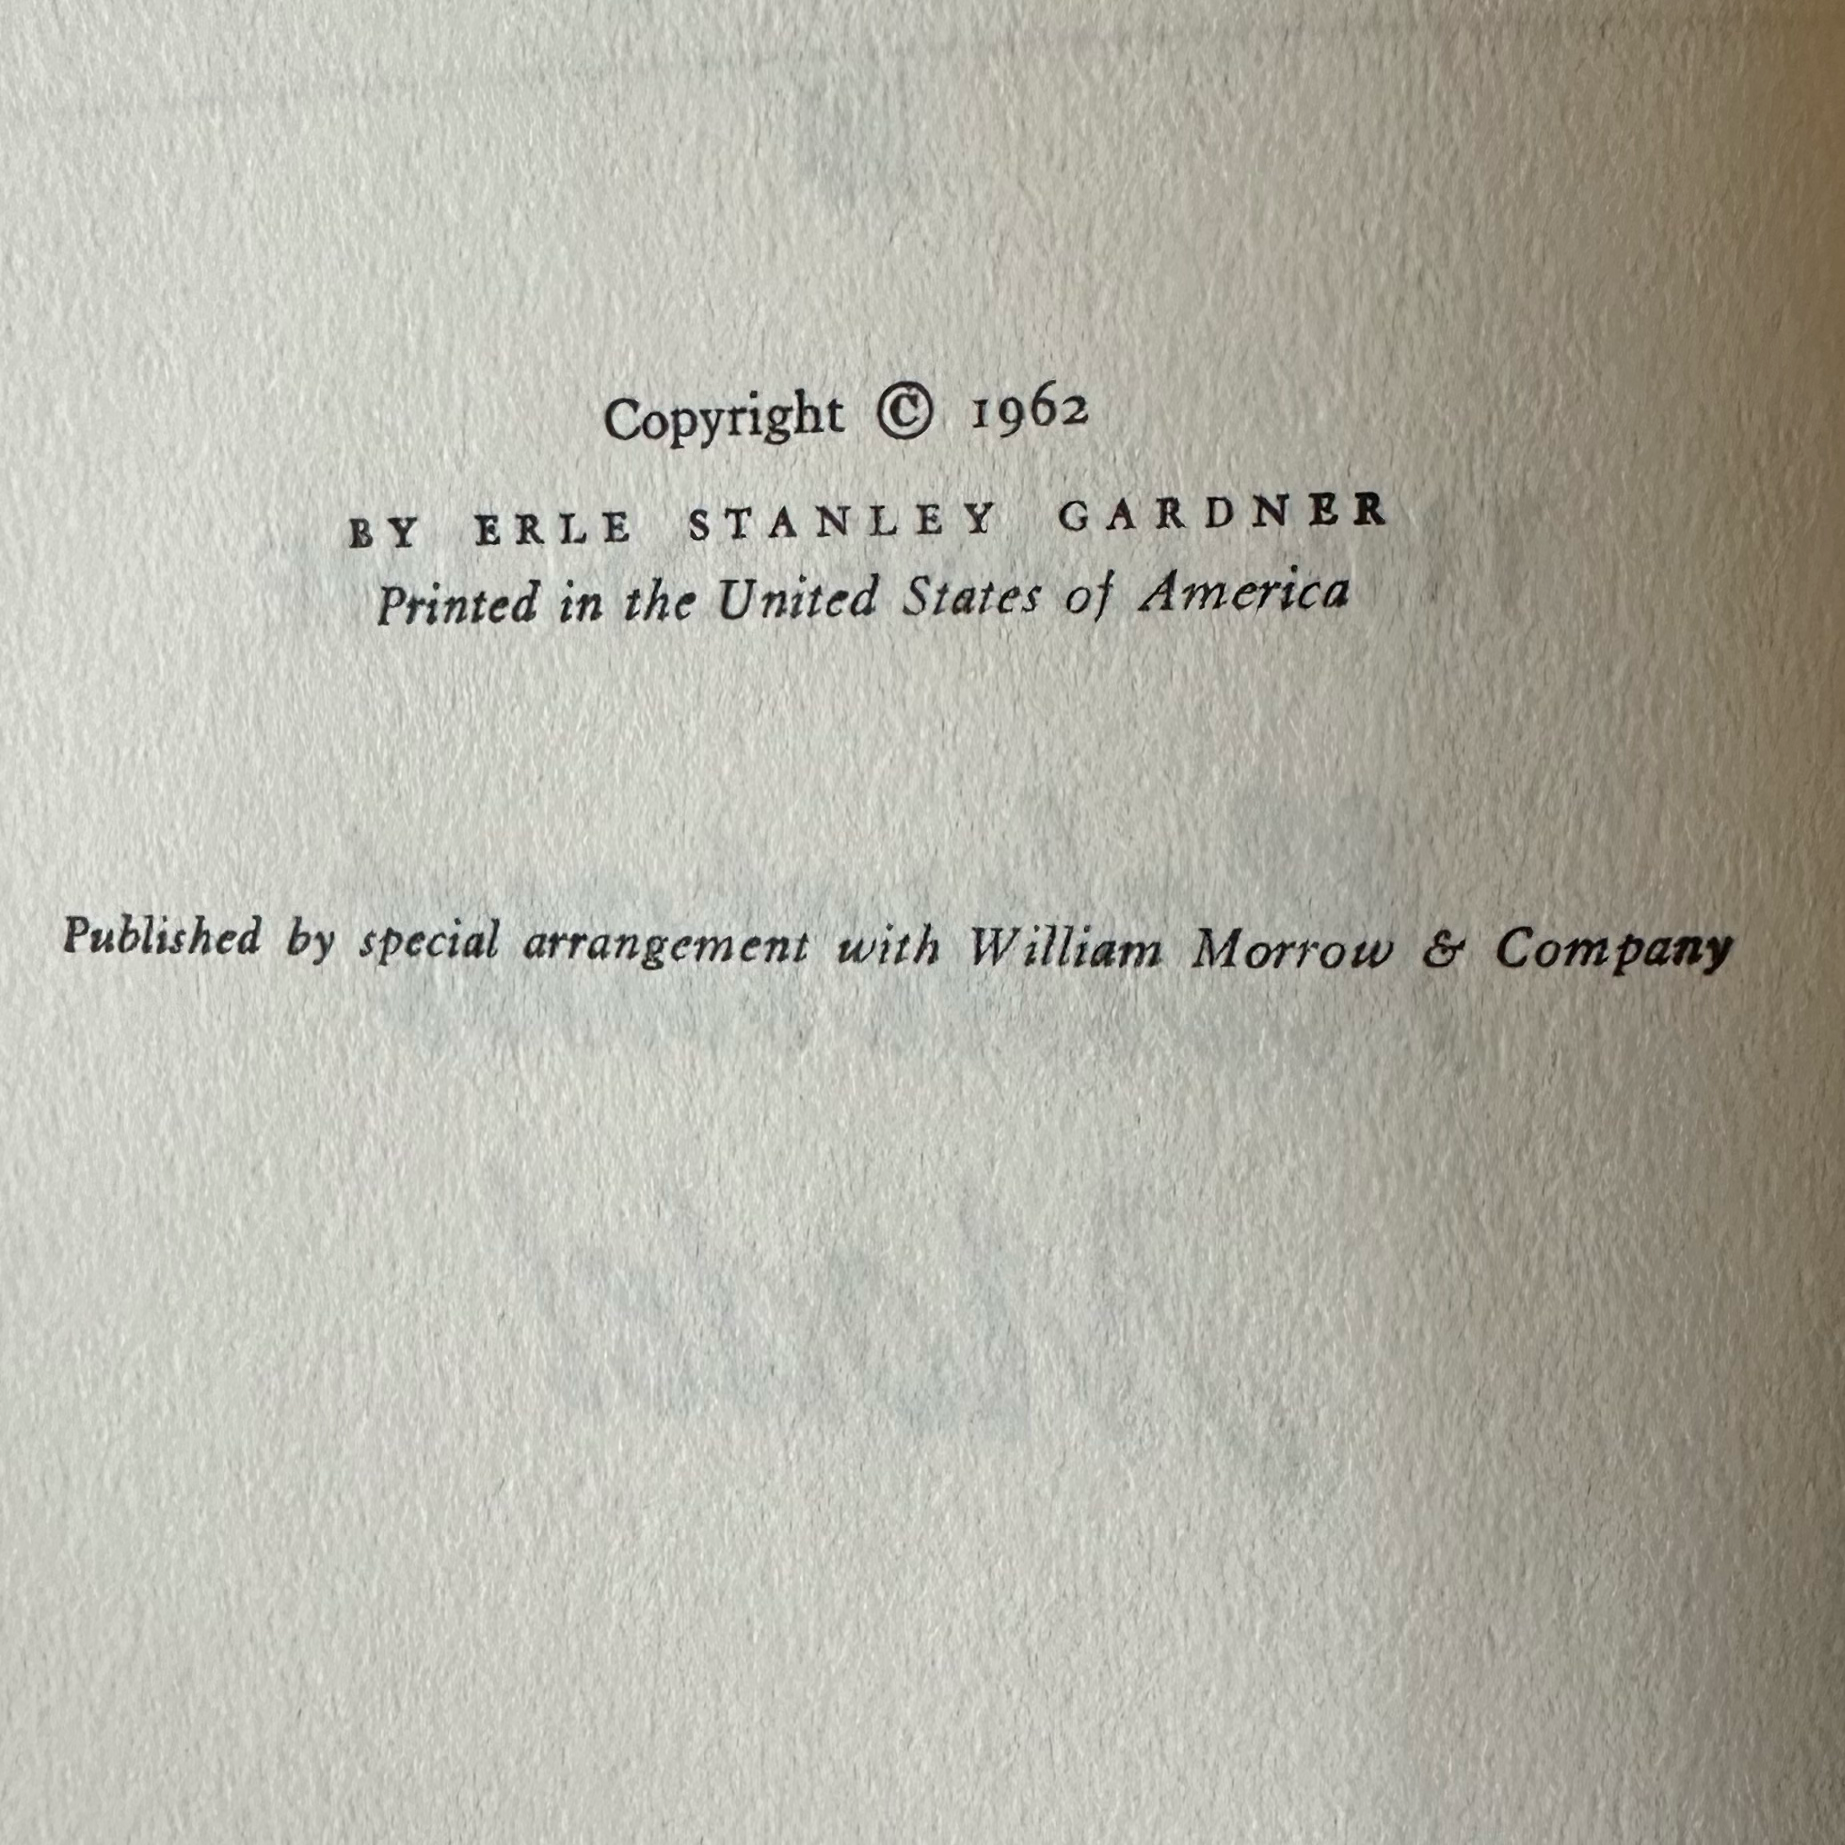 Copyright © 1962
BY ERLE STANLEY GARDNER
Printed in the United States of America
Published by special arrangement with William Morrow & Company